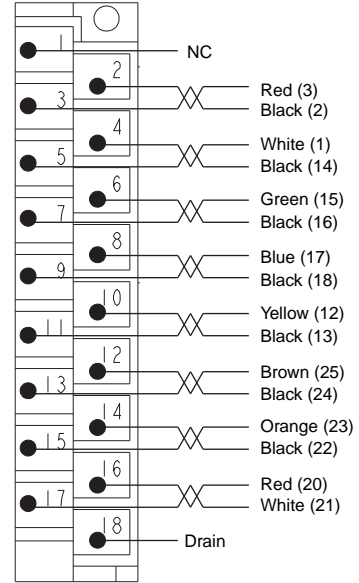 1
NC
2
Red (3)
3
Black (2)
4
White (1)
5
Black (14)
6
Green (15)
7
Black (16)
8
Blue (17)
9
Black (18)
10
Yellow (12)
11
Black (13)
12
Brown (25)
13
Black (24)
14
Orange (23)
15
Black (22)
16
Red (20)
17
White (21)
18
Drain